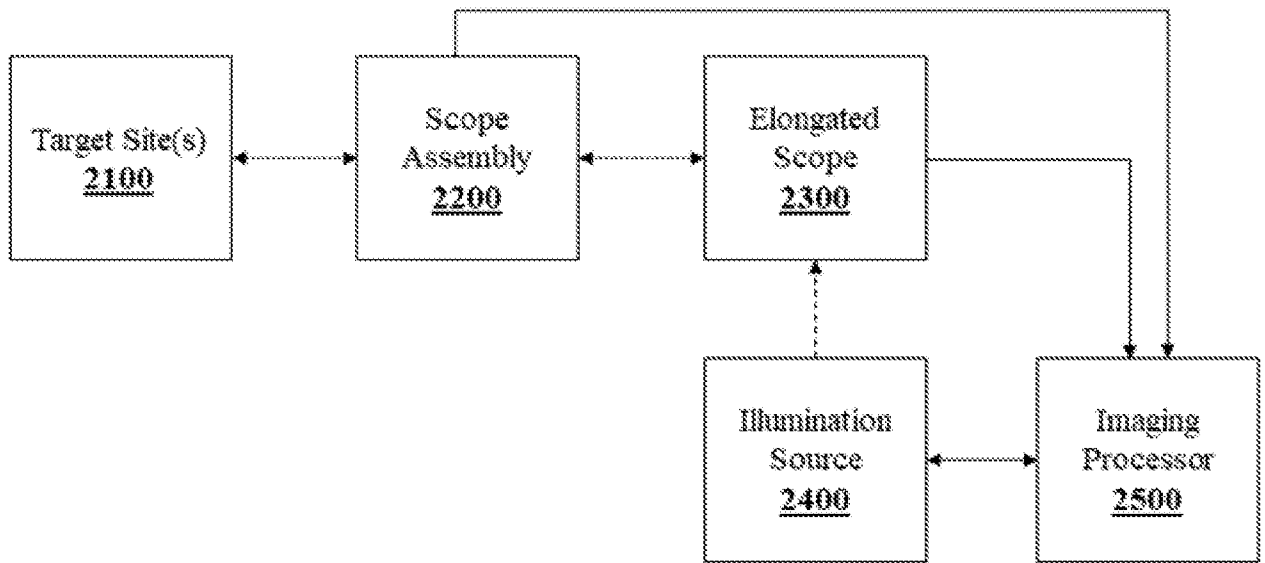 Target Site(s)
2100
Scope
Assembly
2200
Elongated
Scope
2300
Illumination
Source
2400
Imaging
Processor
2500